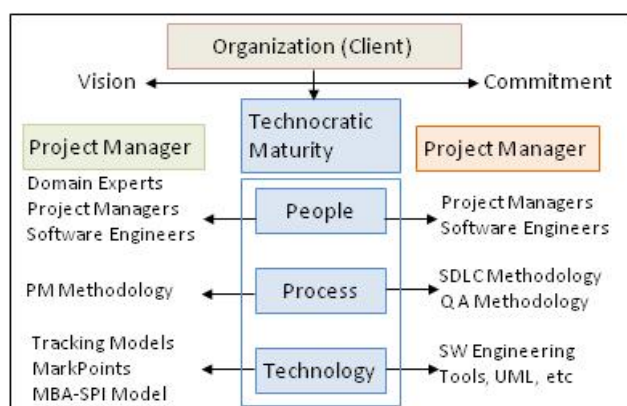 Organization (Client)
Vision
Commitment
Technocratic
Maturity
Project Manager
Project Manager
Domain Experts
Project Managers
Software Engineers
People
Project Managers
Software Engineers
PM Methodology
Process
SDLC Methodology
QA Methodology
Tracking Models
MarkPoints
MBA-SPI Model
Technology
SW Engineering
Tools, UML, etc